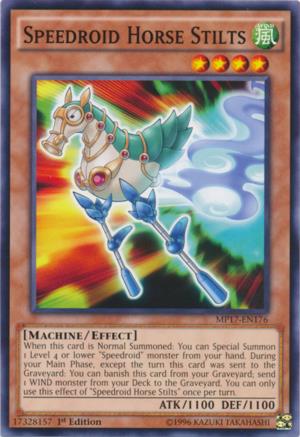 SPEEDROID HORSE STILTS
風
MP17-EN176
[MACHINE/EFFECT]
When this card is Normal Summoned: You can Special Summon
1 Level 4 or lower "Speedroid" monster from your hand. During
your Main Phase, except the turn this card was sent to the
Graveyard: You can banish this card from your Graveyard; send
1 WIND monster from your Deck to the Graveyard. You can only
use this effect of "Speedroid Horse Stilts" once per turn.
ATK/1100 DEF/1100
17328157 1st Edition ©1996 KAZUKI TAKAHASHI